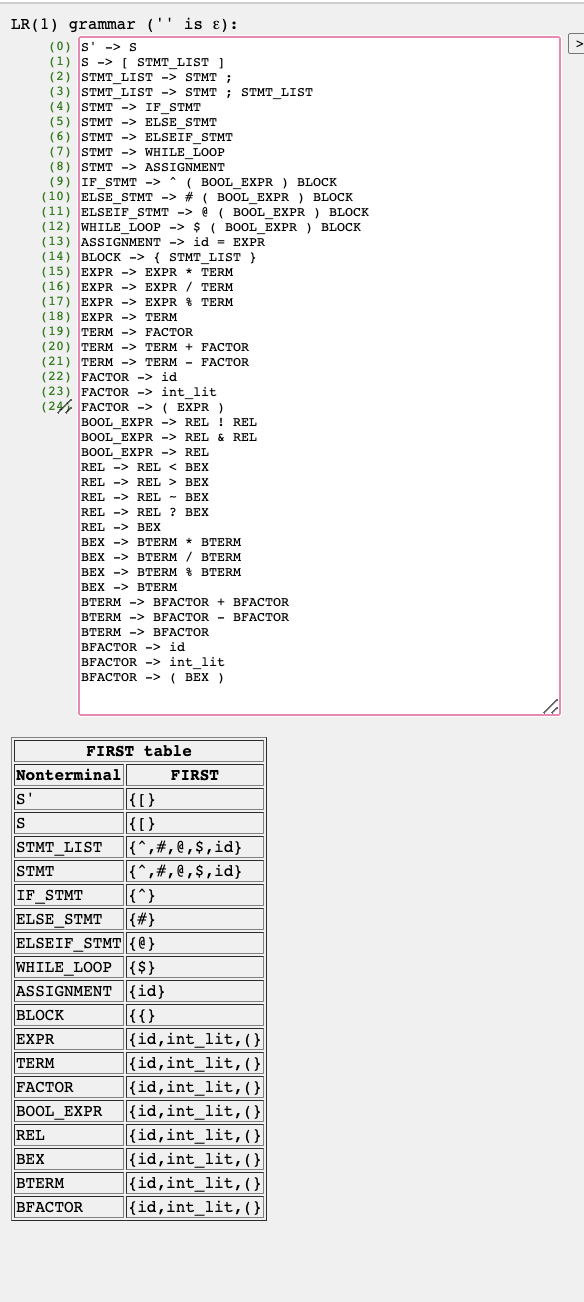 LR(1) grammar ('' is ε):
>
(0) S' -> S
(1) S -> [ STMT_LIST ]
(2) STMT_LIST -> STMT ;
(3) STMT_LIST -> STMT ; STMT_LIST
(4) STMT -> IF_STMT
(5) STMT -> ELSE_STMT
(6) STMT -> ELSEIF_STMT
(7) STMT -> WHILE_LOOP
(8) STMT -> ASSIGNMENT
(9) IF_STMT -> ^ ( BOOL_EXPR ) BLOCK
(10) ELSE_STMT -> # ( BOOL_EXPR ) BLOCK
(11) ELSEIF_STMT -> @ ( BOOL_EXPR ) BLOCK
(12) WHILE_LOOP -> $ ( BOOL_EXPR ) BLOCK
(13) ASSIGNMENT -> id = EXPR
(14) BLOCK -> { STMT_LIST }
(15) EXPR -> EXPR * TERM
(16) EXPR -> EXPR / TERM
(17) EXPR -> EXPR % TERM
(18) EXPR -> TERM
(19) TERM -> FACTOR
(20) TERM -> TERM + FACTOR
(21) TERM -> TERM - FACTOR
(22) FACTOR -> id
(23) FACTOR -> int_lit
(24) FACTOR -> ( EXPR )
BOOL_EXPR -> REL ! REL
BOOL_EXPR -> REL & REL
BOOL_EXPR -> REL
REL -> REL < BEX
REL -> REL > BEX
REL -> REL ~ BEX
REL -> REL ? BEX
REL -> BEX
BEX -> BTERM * BTERM
BEX -> BTERM / BTERM
BEX -> BTERM % BTERM
BEX -> BTERM
BTERM -> BFACTOR + BFACTOR
BTERM -> BFACTOR - BFACTOR
BTERM -> BFACTOR
BFACTOR -> id
BFACTOR -> int_lit
BFACTOR -> ( BEX )
FIRST table
Nonterminal FIRST
S' {[}
S {[}
STMT_LIST {^,#,@,$,id}
STMT {^,#,@,$,id}
IF_STMT {^}
ELSE_STMT {#}
ELSEIF_STMT {@}
WHILE_LOOP {$}
ASSIGNMENT {id}
BLOCK {{}
EXPR {id,int_lit,(}
TERM {id,int_lit,(}
FACTOR {id,int_lit,(}
BOOL_EXPR {id,int_lit,(}
REL {id,int_lit,(}
BEX {id,int_lit,(}
BTERM {id,int_lit,(}
BFACTOR {id,int_lit,(}